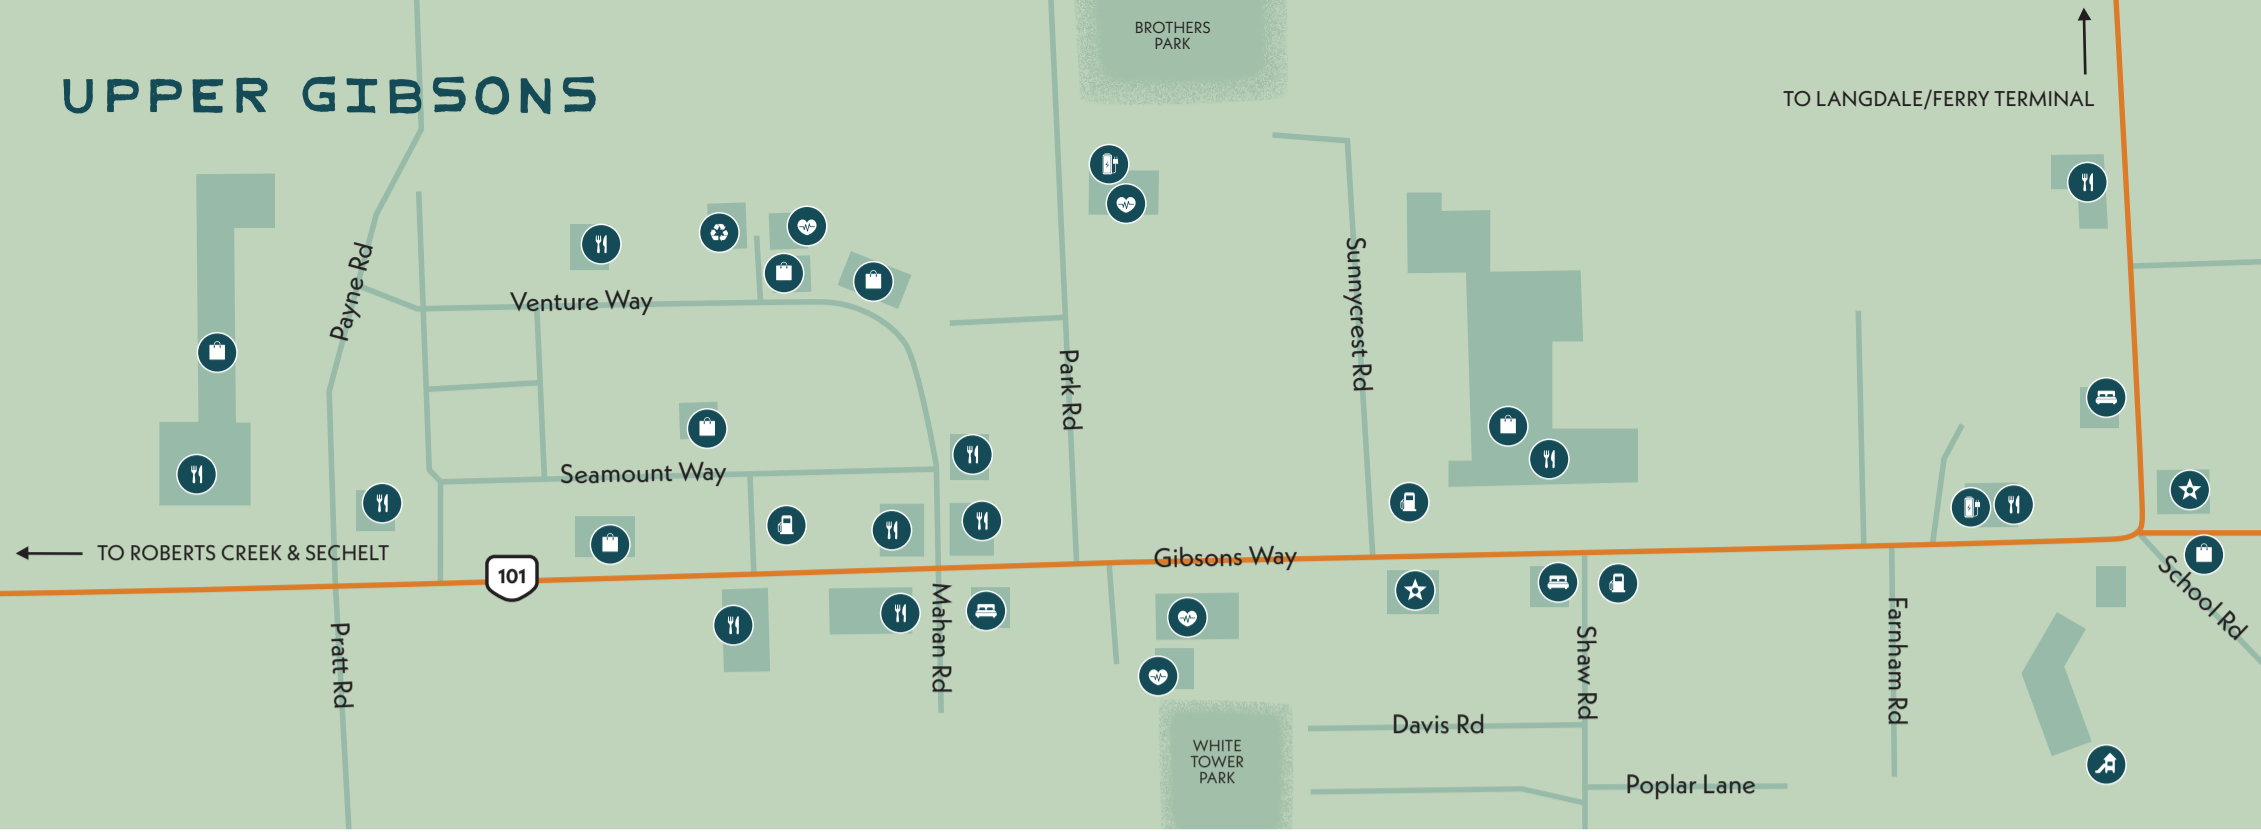 BROTHERS
PARK
UPPER GIBSONS
TO LANGDALE/FERRY TERMINAL
Payne Rd
Venture Way
Sunnycrest Rd
Park Rd
Seamount Way
TO ROBERTS CREEK & SECHELT
101
Gibsons Way
School Rd
Pratt Rd
Mahan Rd
Shaw Rd
Farnham Rd
Davis Rd
WHITE
TOWER
PARK
Poplar Lane